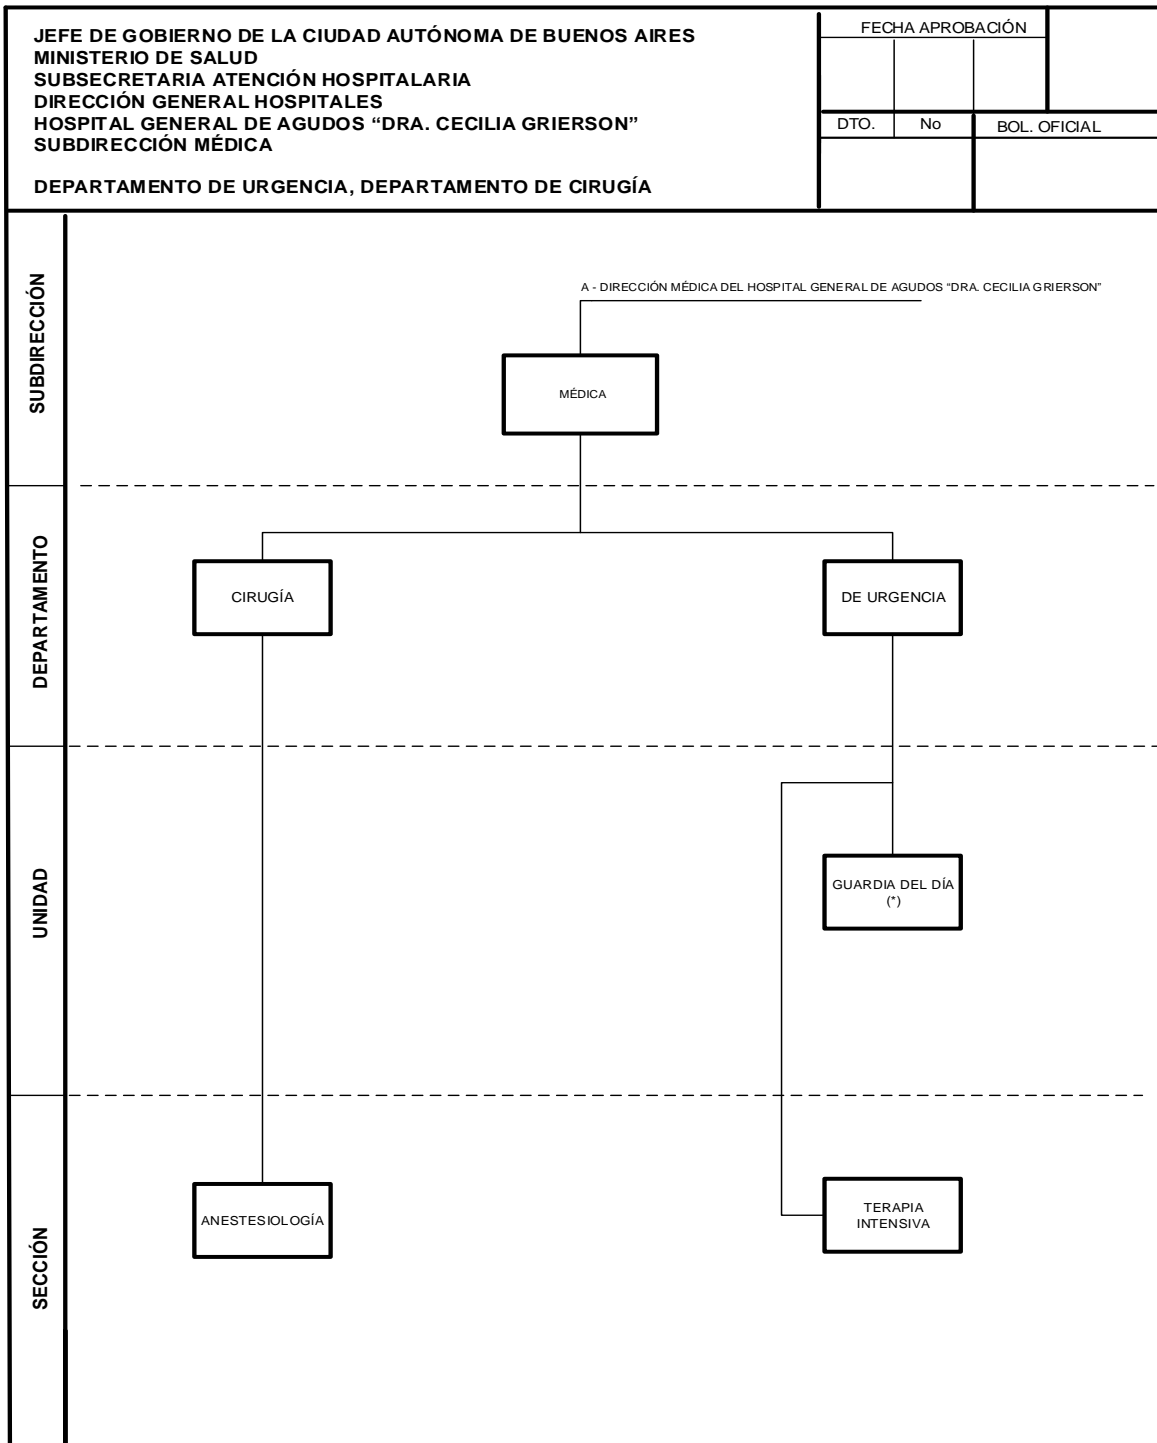 JEFE DE GOBIERNO DE LA CIUDAD AUTÓNOMA DE BUENOS AIRES
MINISTERIO DE SALUD
SUBSECRETARIA ATENCIÓN HOSPITALARIA
DIRECCIÓN GENERAL HOSPITALES
HOSPITAL GENERAL DE AGUDOS “DRA. CECILIA GRIERSON”
SUBDIRECCIÓN MÉDICA
DEPARTAMENTO DE URGENCIA, DEPARTAMENTO DE CIRUGÍA
FECHA APROBACIÓN
DTO.
No
BOL. OFICIAL
SUBDIRECCIÓN
A - DIRECCIÓN MÉDICA DEL HOSPITAL GENERAL DE AGUDOS “DRA. CECILIA GRIERSON”
MÉDICA
DEPARTAMENTO
CIRUGÍA
DE URGENCIA
UNIDAD
GUARDIA DEL DÍA
(*)
SECCIÓN
ANESTESIOLOGÍA
TERAPIA
INTENSIVA